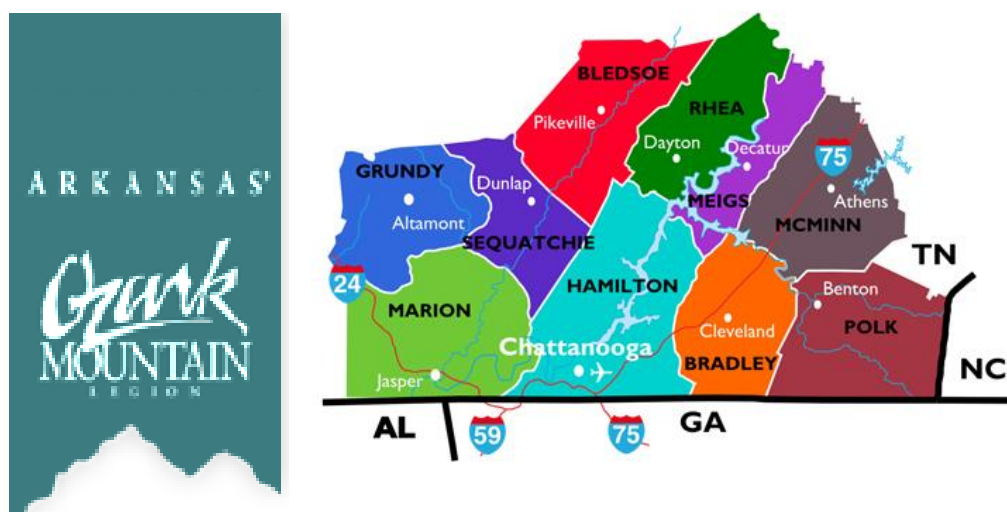 ARKANSAS'
Ozark
MOUNTAIN
REGION
BLEDSOE
Pikeville
RHEA
Dayton
Decatur
MEIGS
75
Athens
MCMINN
GRUNDY
Altamont
Dunlap
SEQUATCHIE
24
MARION
Jasper
HAMILTON
Chattanooga
Cleveland
BRADLEY
Benton
POLK
TN
NC
AL
59
75
GA